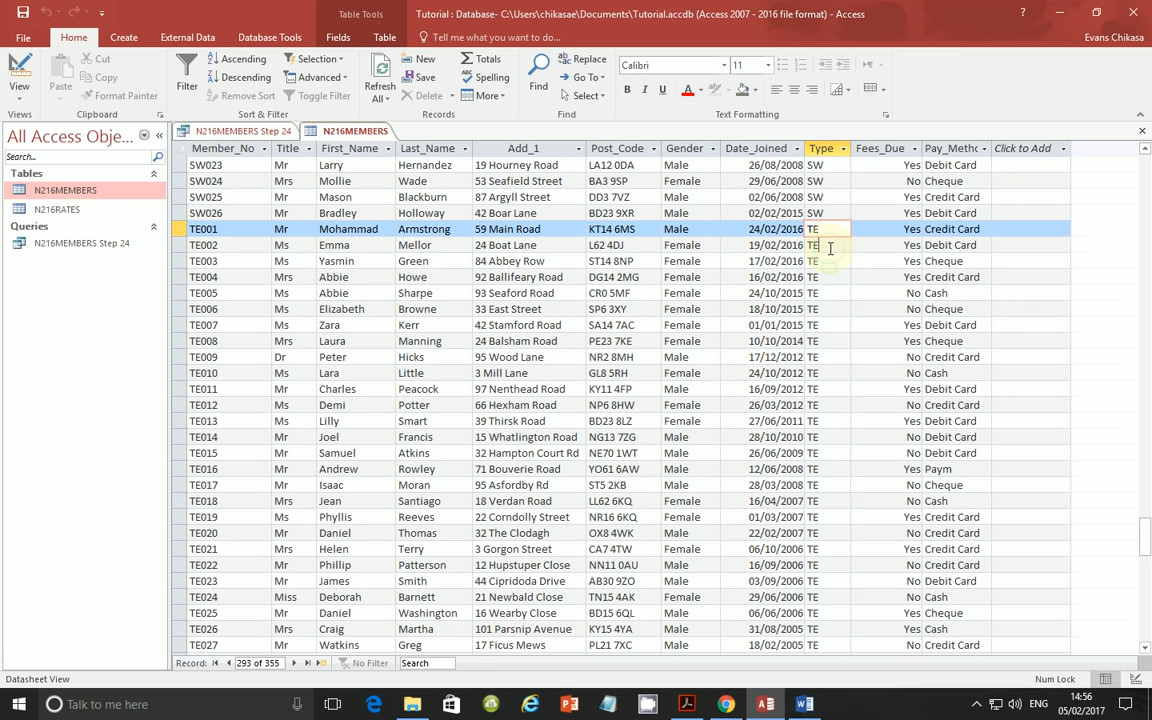 Table Tools
Tutorial : Database- C:\Users\chikasae\Documents\Tutorial.accdb (Access 2007 - 2016 file format) - Access
File Home Create External Data Database Tools Fields Table Tell me what you want to do... Evans Chikasa
View Paste Cut Copy Format Painter Filter Ascending Descending Remove Sort Selection Advanced Toggle Filter Refresh All New Save Delete Totals Spelling More Find Replace Go To Select Calibri 11 B I U A
Views Clipboard Sort & Filter Records Find Text Formatting
All Access Obje...
Search...
Tables
N216MEMBERS
N216RATES
Queries
N216MEMBERS Step 24
N216MEMBERS Step 24 N216MEMBERS
Member_No Title First_Name Last_Name Add_1 Post_Code Gender Date_Joined Type Fees_Due Pay_Metho Click to Add
SW023 Mr Larry Hernandez 19 Hourney Road LA12 0DA Male 26/08/2008 SW Yes Debit Card
SW024 Mrs Mollie Wade 53 Seafield Street BA3 9SP Female 29/06/2008 SW No Cheque
SW025 Mr Mason Blackburn 87 Argyll Street DD3 7VZ Male 02/06/2008 SW Yes Credit Card
SW026 Mr Bradley Holloway 42 Boar Lane BD23 9XR Male 02/02/2015 SW Yes Debit Card
TE001 Mr Mohammad Armstrong 59 Main Road KT14 6MS Male 24/02/2016 TE Yes Credit Card
TE002 Ms Emma Mellor 24 Boat Lane L62 4DJ Female 19/02/2016 TE Yes Debit Card
TE003 Ms Yasmin Green 84 Abbey Row ST14 8NP Female 17/02/2016 TE Yes Cheque
TE004 Mrs Abbie Howe 92 Ballifeary Road DG14 2MG Female 16/02/2016 TE Yes Credit Card
TE005 Ms Abbie Sharpe 93 Seaford Road CR0 5MF Female 24/10/2015 TE No Cash
TE006 Ms Elizabeth Browne 33 East Street SP6 3XY Female 18/10/2015 TE No Cheque
TE007 Ms Zara Kerr 42 Stamford Road SA14 7AC Female 01/01/2015 TE Yes Debit Card
TE008 Mrs Laura Manning 24 Balsham Road PE23 7KE Female 10/10/2014 TE Yes Cheque
TE009 Dr Peter Hicks 95 Wood Lane NR2 8MH Male 17/12/2012 TE No Credit Card
TE010 Ms Lara Little 3 Mill Lane GL8 5RH Female 24/10/2012 TE No Cash
TE011 Mr Charles Peacock 97 Nenthead Road KY11 4FP Male 16/09/2012 TE Yes Debit Card
TE012 Ms Demi Potter 66 Hexham Road NP6 8HW Female 26/03/2012 TE No Credit Card
TE013 Ms Lilly Smart 39 Thirsk Road BD23 8LZ Female 27/06/2011 TE No Debit Card
TE014 Mr Joel Francis 15 Whatlington Road NG13 7ZG Male 28/10/2010 TE No Debit Card
TE015 Mr Samuel Atkins 32 Hampton Court Rd NE70 1WT Male 26/06/2009 TE No Debit Card
TE016 Mr Andrew Rowley 71 Bouverie Road YO61 6AW Male 12/06/2008 TE Yes Paym
TE017 Mr Isaac Moran 95 Asfordby Rd ST5 2KB Male 28/03/2008 TE No Cheque
TE018 Mrs Jean Santiago 18 Verdan Road LL62 6KQ Female 16/04/2007 TE No Cash
TE019 Ms Phyllis Reeves 22 Corndolly Street NR16 6KQ Female 01/03/2007 TE Yes Credit Card
TE020 Mr Daniel Thomas 32 The Clodagh OX8 4WK Male 22/02/2007 TE No Credit Card
TE021 Mrs Helen Terry 3 Gorgon Street CA7 4TW Female 06/10/2006 TE Yes Credit Card
TE022 Mr Phillip Patterson 12 Hupstuper Close NN11 0AU Male 16/09/2006 TE No Credit Card
TE023 Mr James Smith 44 Cipridoda Drive AB30 9ZO Male 03/09/2006 TE No Debit Card
TE024 Miss Deborah Barnett 21 Newbald Close TN15 4AK Female 29/06/2006 TE No Cash
TE025 Mr Daniel Washington 16 Wearby Close BD15 6QL Male 06/06/2006 TE Yes Cheque
TE026 Mrs Craig Martha 101 Parsnip Avenue KY15 4YA Male 31/08/2005 TE Yes Cash
TE027 Mr Watkins Greg 17 Ficus Mews PL21 7XC Male 18/02/2005 TE No Credit Card
Record: 293 of 355 No Filter Search
Datasheet View Num Lock
Talk to me here ENG 14:56
05/02/2017